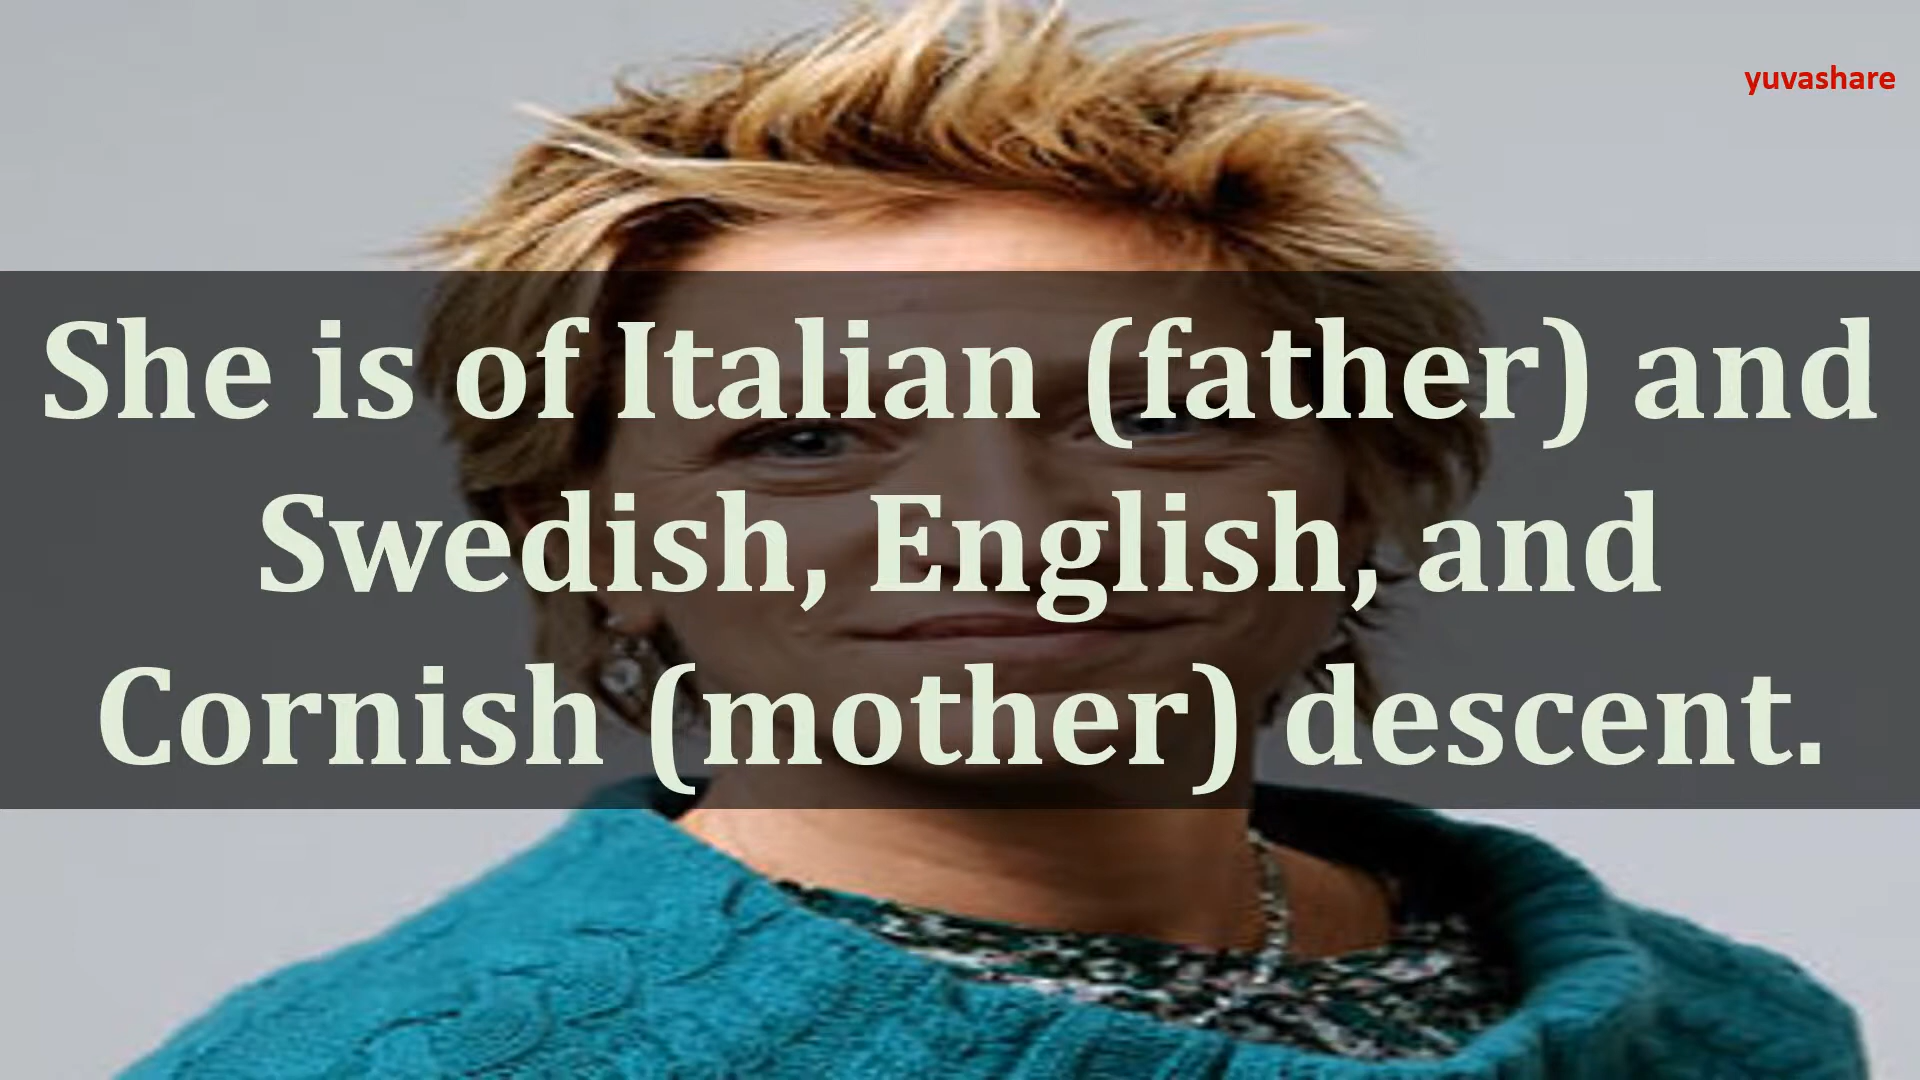 yuvashare
She is of Italian (father) and
Swedish, English, and
Cornish (mother) descent.